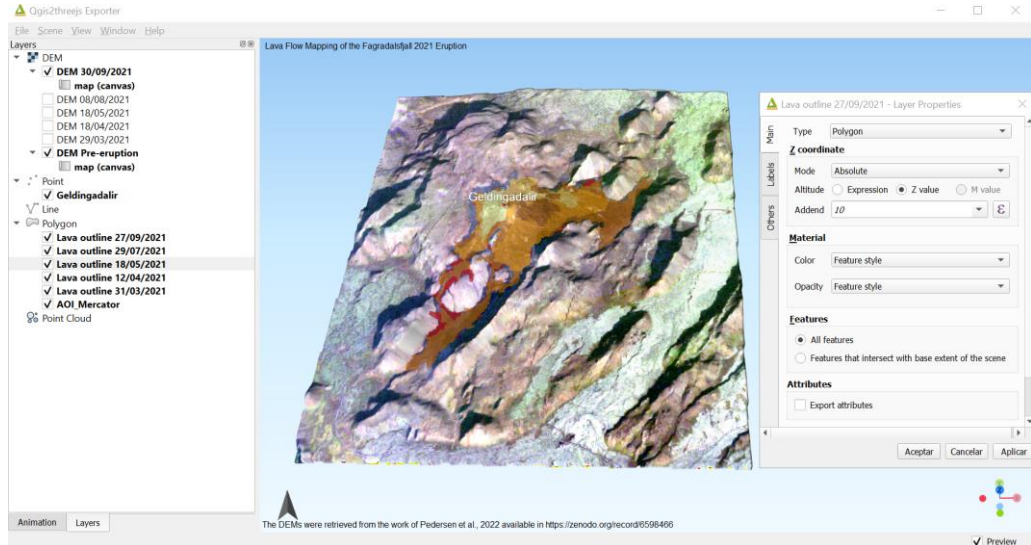 Qgis2threejs Exporter
File Scene View Window Help
Layers
DEM
DEM 30/09/2021
map (canvas)
DEM 08/08/2021
DEM 18/05/2021
DEM 18/04/2021
DEM 29/03/2021
DEM Pre-eruption
map (canvas)
Point
Geldingadalir
Line
Polygon
Lava outline 27/09/2021
Lava outline 29/07/2021
Lava outline 18/05/2021
Lava outline 12/04/2021
Lava outline 31/03/2021
AOI_Mercator
Point Cloud
Animation Layers
Lava Flow Mapping of the Fagradalsfjall 2021 Eruption
Geldingadalir
The DEMs were retrieved from the work of Pedersen et al., 2022 available in https://zenodo.org/record/6598466
Lava outline 27/09/2021 - Layer Properties
Main
Labels
Others
Type Polygon
Z coordinate
Mode Absolute
Altitude Expression Z value M value
Addend 10 ε
Material
Color Feature style
Opacity Feature style
Features
All features
Features that intersect with base extent of the scene
Attributes
Export attributes
Aceptar Cancelar Aplicar
Z
Preview